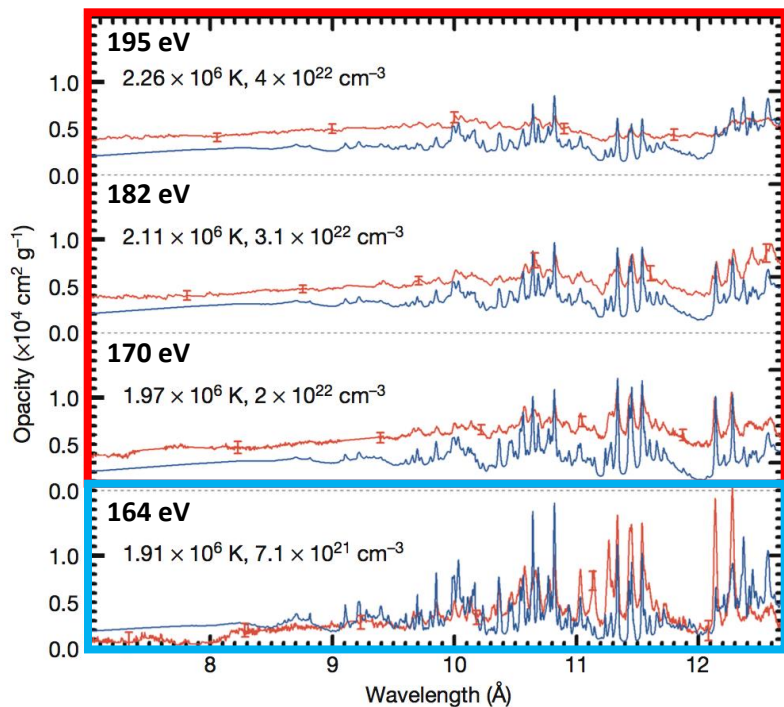 195 eV
2.26 × 10⁶ K, 4 × 10²² cm⁻³
1.0
0.5
0.0
182 eV
2.11 × 10⁶ K, 3.1 × 10²² cm⁻³
1.0
0.5
0.0
Opacity (×10⁴ cm² g⁻¹)
170 eV
1.97 × 10⁶ K, 2 × 10²² cm⁻³
1.0
0.5
0.0
164 eV
1.91 × 10⁶ K, 7.1 × 10²¹ cm⁻³
1.0
0.5
0.0
8 9 10 11 12
Wavelength (Å)